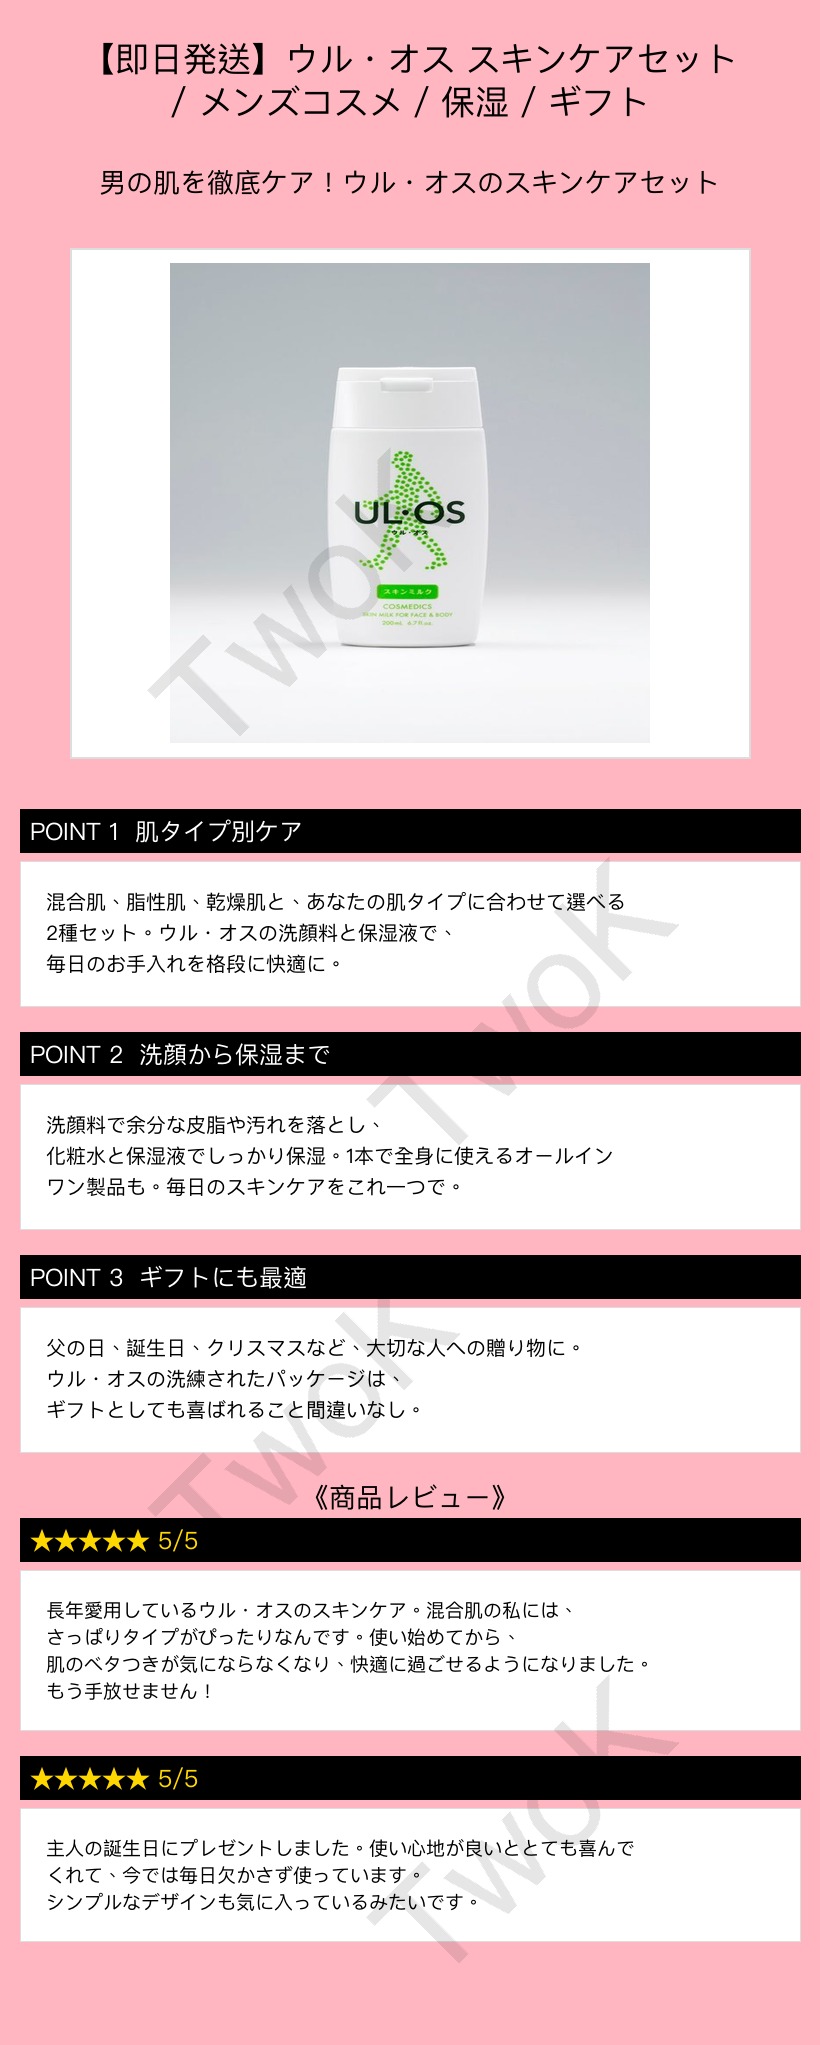 【即日発送】ウル・オス スキンケアセット
/ メンズコスメ / 保湿 / ギフト
男の肌を徹底ケア！ウル・オスのスキンケアセット
UL·OS
ウル·オス
スキンミルク
COSMEDICS
SKIN MILK FOR FACE & BODY
200mL 6.7fl.oz.
TwoK
POINT 1 肌タイプ別ケア
混合肌、脂性肌、乾燥肌と、あなたの肌タイプに合わせて選べる
2種セット。ウル・オスの洗顔料と保湿液で、
毎日のお手入れを格段に快適に。
TwoK
POINT 2 洗顔から保湿まで
洗顔料で余分な皮脂や汚れを落とし、
化粧水と保湿液でしっかり保湿。1本で全身に使えるオールイン
ワン製品も。毎日のスキンケアをこれ一つで。
POINT 3 ギフトにも最適
父の日、誕生日、クリスマスなど、大切な人への贈り物に。
ウル・オスの洗練されたパッケージは、
ギフトとしても喜ばれること間違いなし。
TwoK
《商品レビュー》
★★★★★ 5/5
長年愛用しているウル・オスのスキンケア。混合肌の私には、
さっぱりタイプがぴったりなんです。使い始めてから、
肌のベタつきが気にならなくなり、快適に過ごせるようになりました。
もう手放せません！
★★★★★ 5/5
主人の誕生日にプレゼントしました。使い心地が良いととても喜んで
くれて、今では毎日欠かさず使っています。
シンプルなデザインも気に入っているみたいです。
TwoK